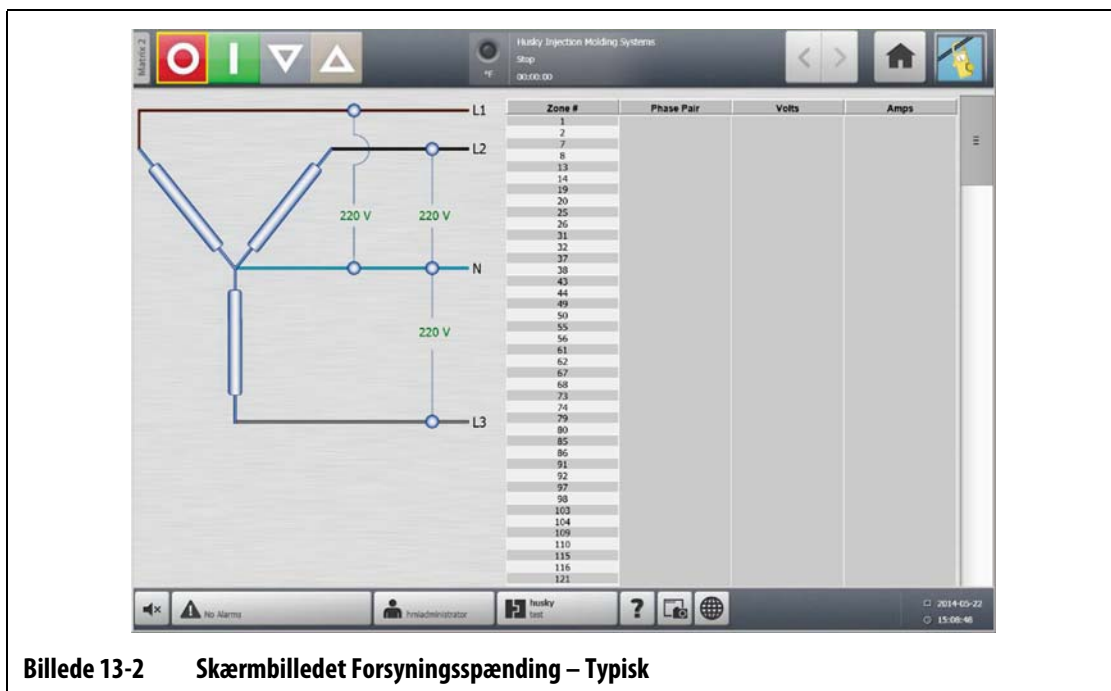 Matrix 2
Husky Injection Molding Systems
Stop
°F 00:00:00
L1
L2
220 V 220 V
N
220 V
L3
Zone # Phase Pair Volts Amps
1
2
7
8
13
14
19
20
25
26
31
32
37
38
43
44
49
50
55
56
61
62
67
68
73
74
79
80
85
86
91
92
97
98
103
104
109
110
115
116
121
No Alarms
hmiadministrator
husky
test
?
2014-05-22
15:08:46
Billede 13-2 Skærmbilledet Forsyningsspænding – Typisk